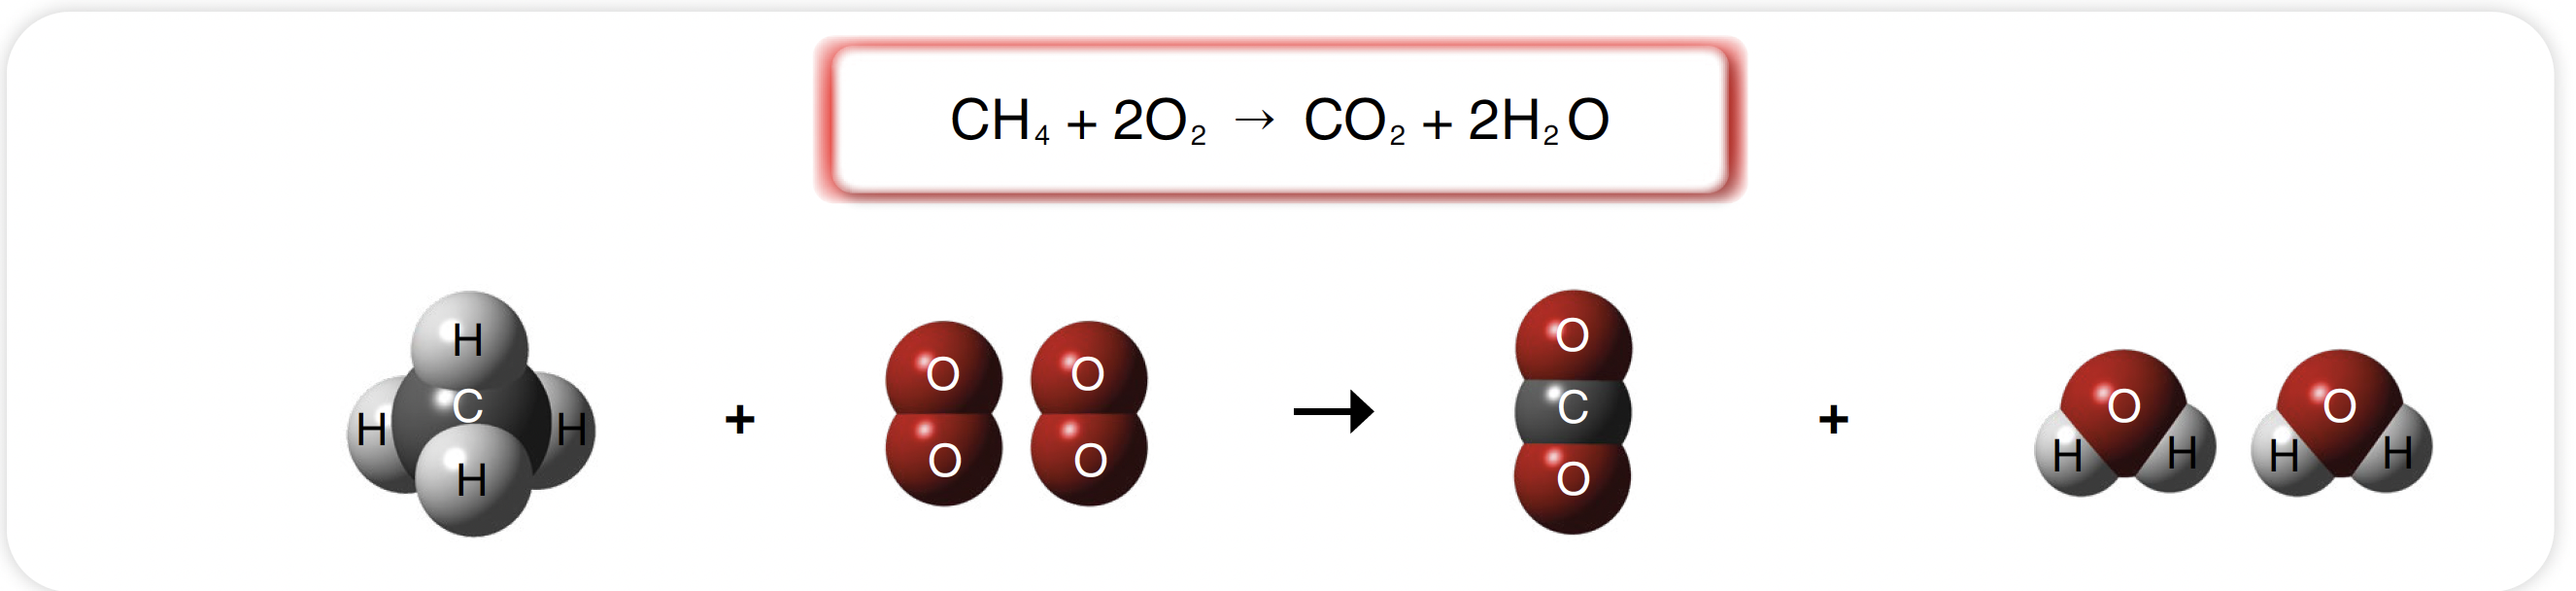 CH₄ + 2O₂ → CO₂ + 2H₂O
H
C
H H
H
+
O O
O O
→
O
C
O
+
O O
H H H H